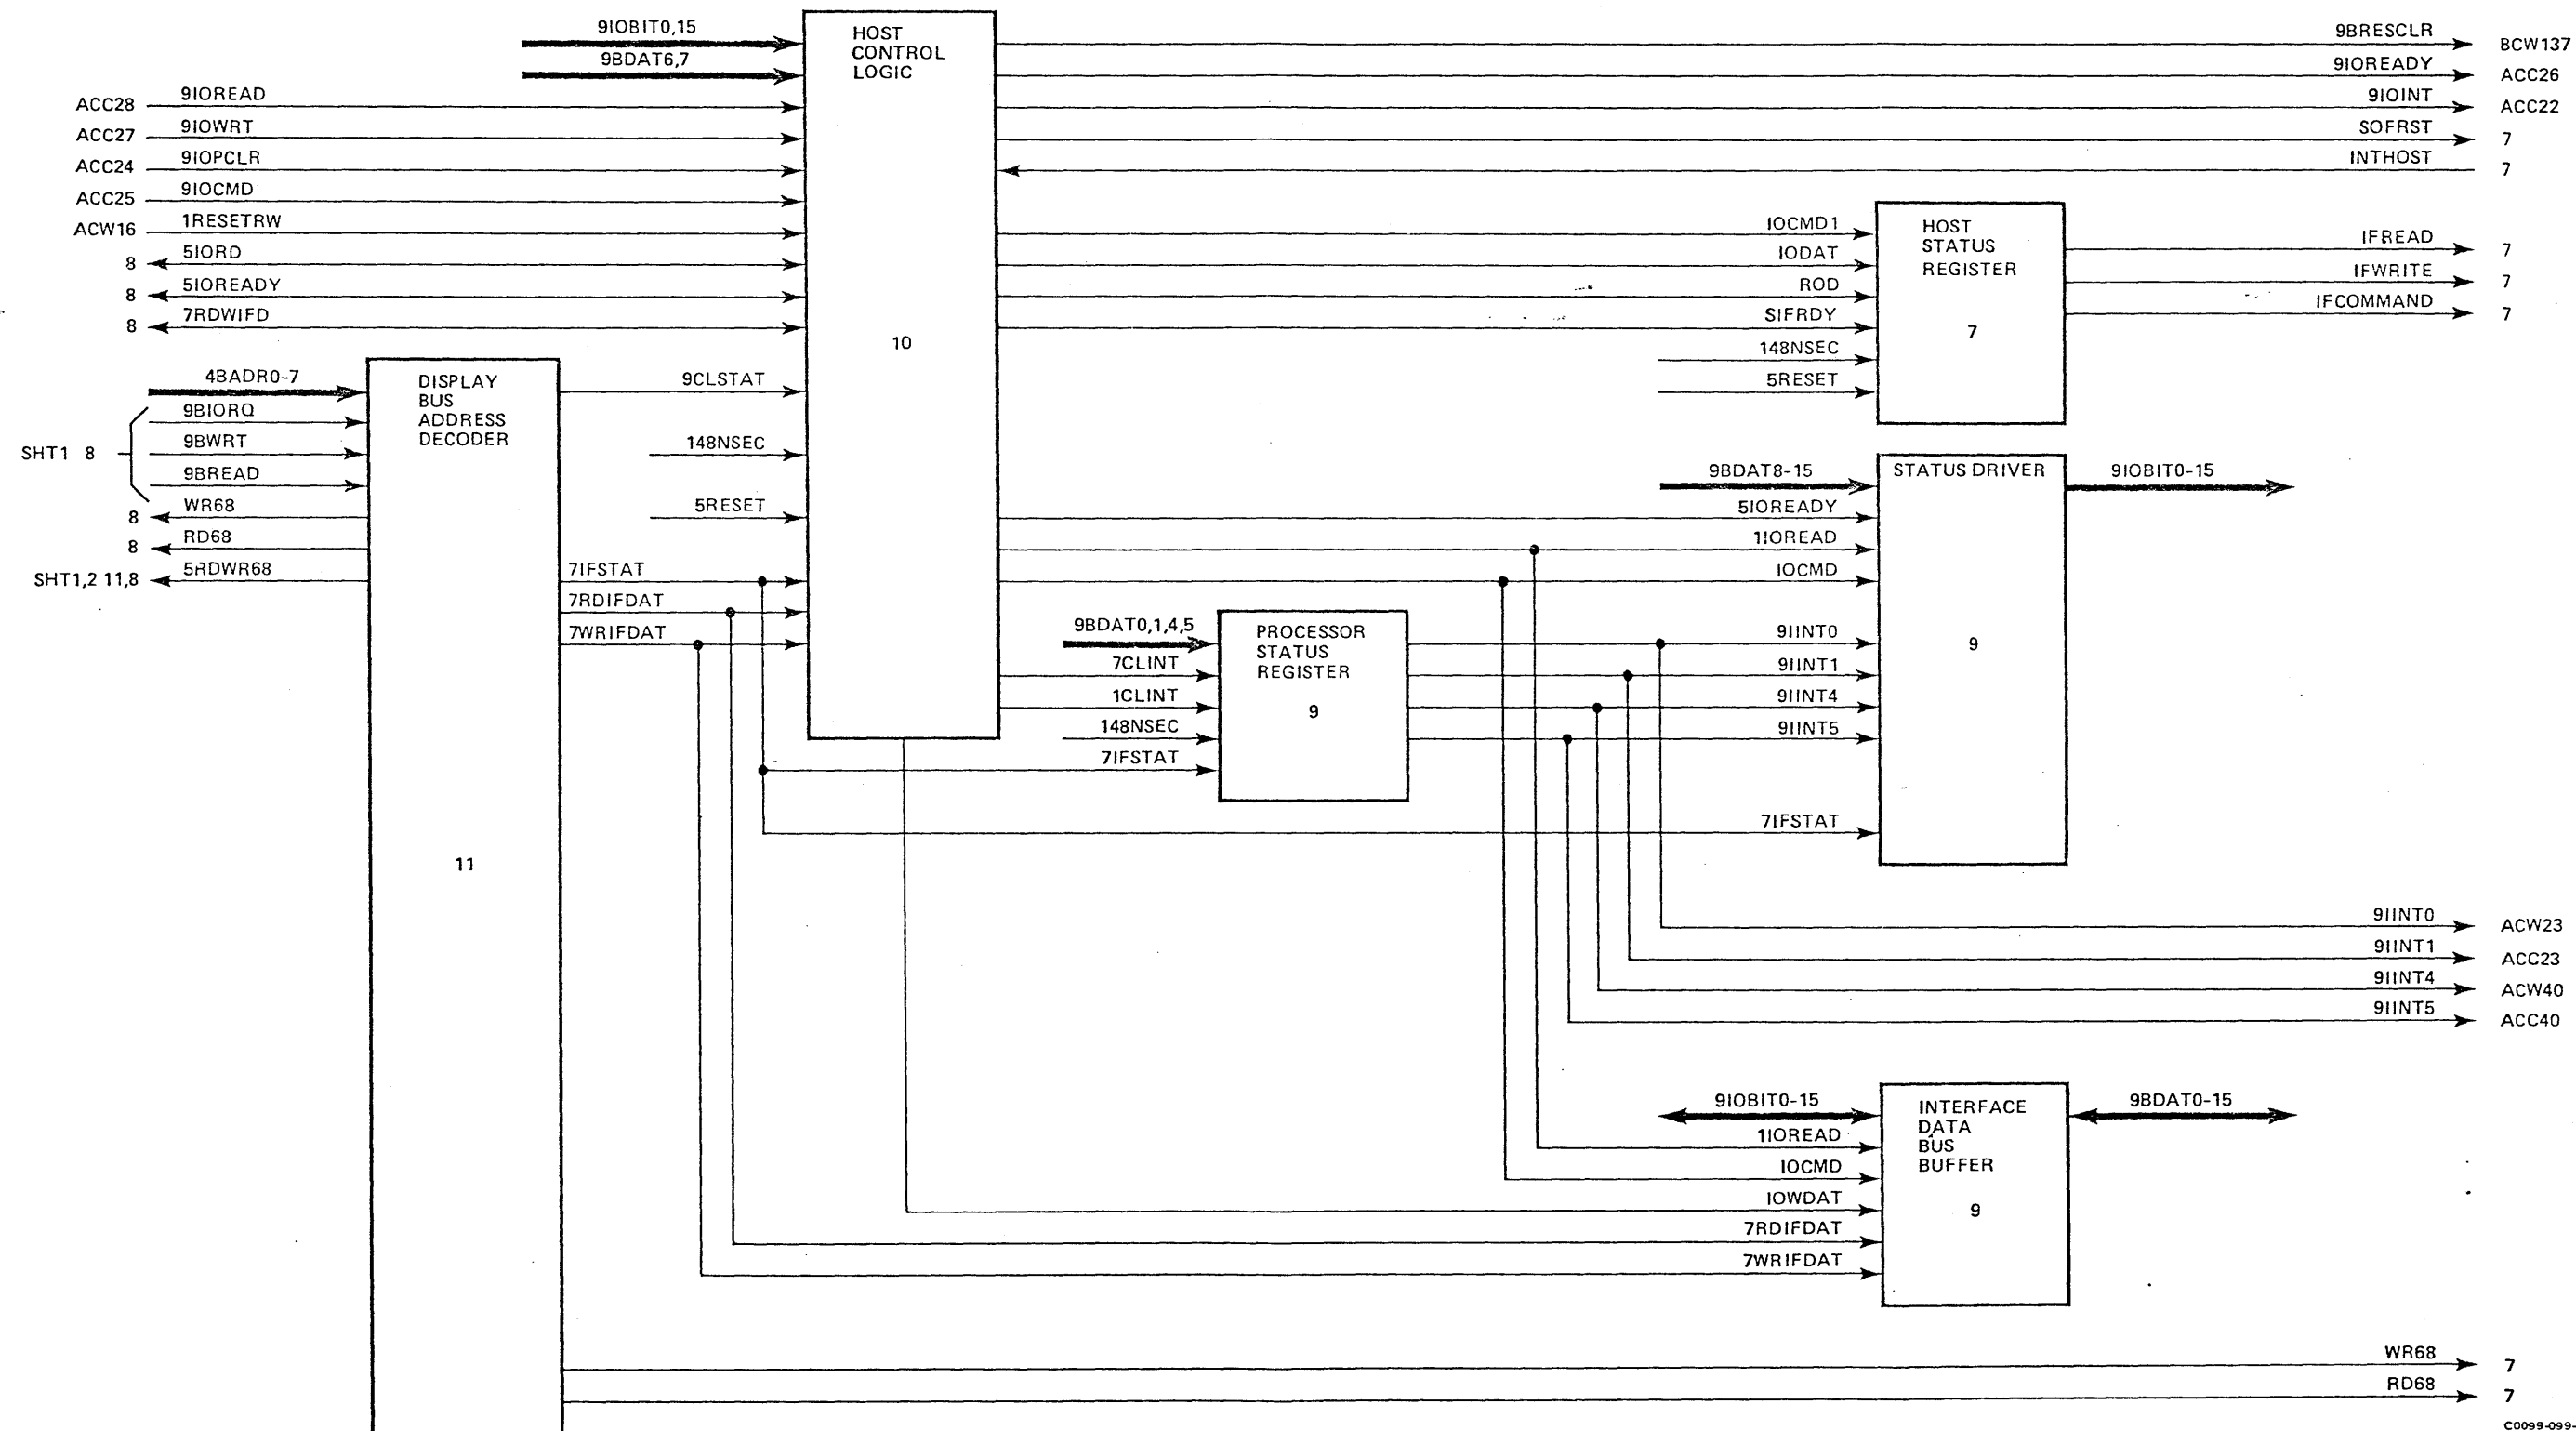 9IOBIT0,15
9BDAT6,7
HOST
CONTROL
LOGIC
10
9BRESCLR
BCW137
9IOREADY
ACC26
9IOINT
ACC22
SOFRST
7
INTHOST
7
ACC28
9IOREAD
ACC27
9IOWRT
ACC24
9IOPCLR
ACC25
9IOCMD
ACW16
1RESETRW
8
5IORD
8
5IOREADY
8
7RDWIFD
IOCMD1
IODAT
ROD
SIFRDY
148NSEC
5RESET
HOST
STATUS
REGISTER
7
IFREAD
7
IFWRITE
7
IFCOMMAND
7
4BADR0-7
SHT1 8
9BIORQ
9BWRT
9BREAD
8
WR68
8
RD68
SHT1,2 11,8
5RDWR68
DISPLAY
BUS
ADDRESS
DECODER
11
9CLSTAT
148NSEC
5RESET
7IFSTAT
7RDIFDAT
7WRIFDAT
9BDAT8-15
5IOREADY
1IOREAD
IOCMD
STATUS DRIVER
9
9IOBIT0-15
9BDAT0,1,4,5
7CLINT
1CLINT
148NSEC
7IFSTAT
PROCESSOR
STATUS
REGISTER
9
9IINT0
9IINT1
9IINT4
9IINT5
7IFSTAT
9IINT0
ACW23
9IINT1
ACC23
9IINT4
ACW40
9IINT5
ACC40
9IOBIT0-15
1IOREAD
IOCMD
IOWDAT
7RDIFDAT
7WRIFDAT
INTERFACE
DATA
BUS
BUFFER
9
9BDAT0-15
WR68
7
RD68
7
C0099-099-